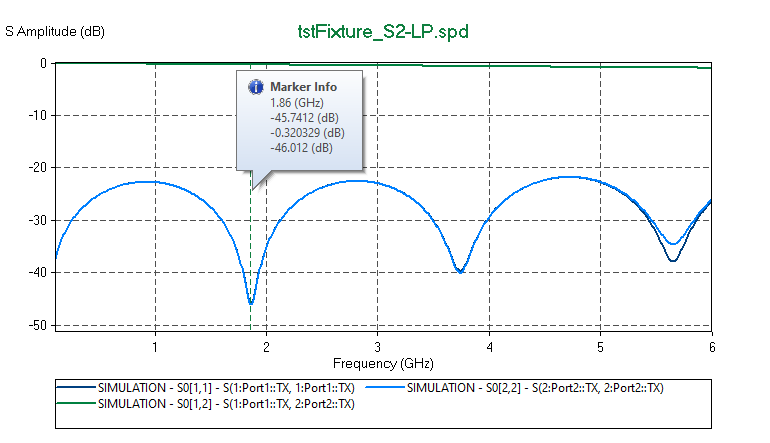 tstFixture_S2-LP.spd
S Amplitude (dB)
0
-10
-20
-30
-40
-50
Marker Info
1.86 (GHz)
-45.7412 (dB)
-0.320329 (dB)
-46.012 (dB)
1 2 3 4 5 6
Frequency (GHz)
SIMULATION - S0[1,1] - S(1:Port1::TX, 1:Port1::TX) SIMULATION - S0[2,2] - S(2:Port2::TX, 2:Port2::TX)
SIMULATION - S0[1,2] - S(1:Port1::TX, 2:Port2::TX)